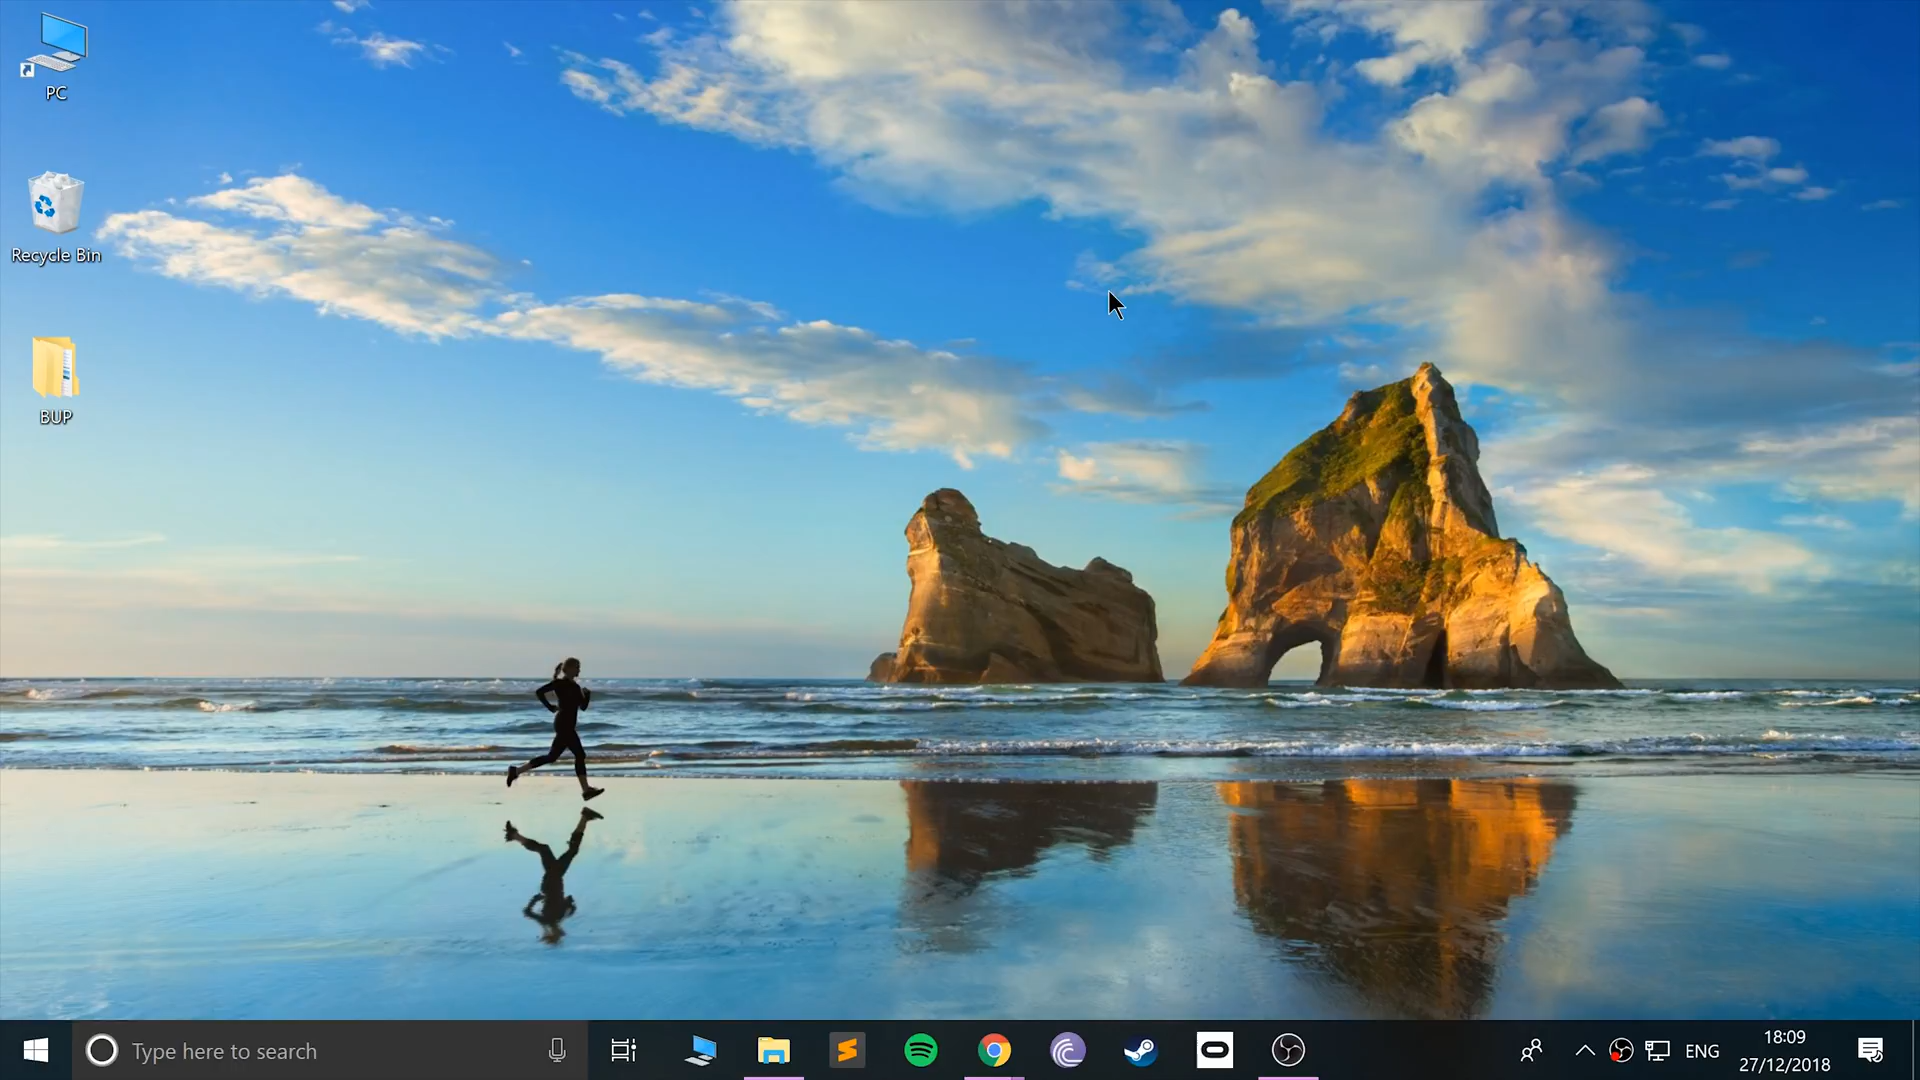 PC
Recycle Bin
BUP
Type here to search
ENG
18:09
27/12/2018